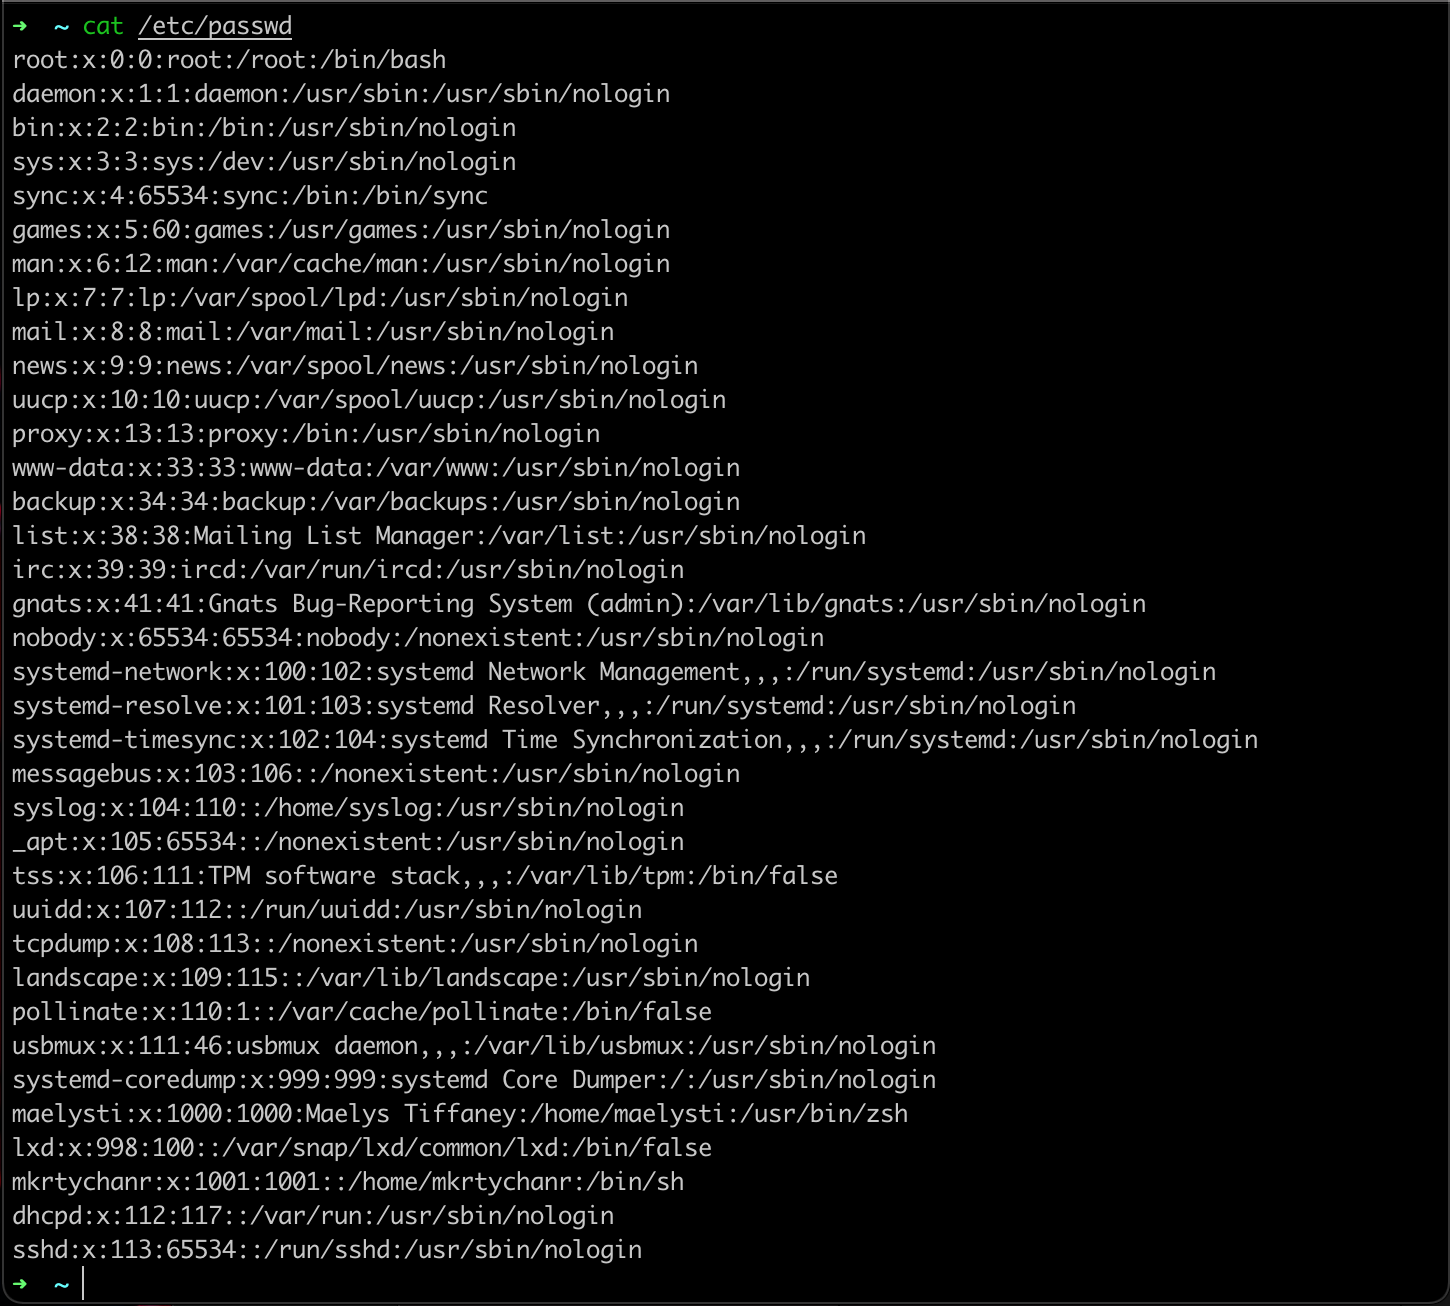 ➜  ~ cat /etc/passwd
root:x:0:0:root:/root:/bin/bash
daemon:x:1:1:daemon:/usr/sbin:/usr/sbin/nologin
bin:x:2:2:bin:/bin:/usr/sbin/nologin
sys:x:3:3:sys:/dev:/usr/sbin/nologin
sync:x:4:65534:sync:/bin:/bin/sync
games:x:5:60:games:/usr/games:/usr/sbin/nologin
man:x:6:12:man:/var/cache/man:/usr/sbin/nologin
lp:x:7:7:lp:/var/spool/lpd:/usr/sbin/nologin
mail:x:8:8:mail:/var/mail:/usr/sbin/nologin
news:x:9:9:news:/var/spool/news:/usr/sbin/nologin
uucp:x:10:10:uucp:/var/spool/uucp:/usr/sbin/nologin
proxy:x:13:13:proxy:/bin:/usr/sbin/nologin
www-data:x:33:33:www-data:/var/www:/usr/sbin/nologin
backup:x:34:34:backup:/var/backups:/usr/sbin/nologin
list:x:38:38:Mailing List Manager:/var/list:/usr/sbin/nologin
irc:x:39:39:ircd:/var/run/ircd:/usr/sbin/nologin
gnats:x:41:41:Gnats Bug-Reporting System (admin):/var/lib/gnats:/usr/sbin/nologin
nobody:x:65534:65534:nobody:/nonexistent:/usr/sbin/nologin
systemd-network:x:100:102:systemd Network Management,,,:/run/systemd:/usr/sbin/nologin
systemd-resolve:x:101:103:systemd Resolver,,,:/run/systemd:/usr/sbin/nologin
systemd-timesync:x:102:104:systemd Time Synchronization,,,:/run/systemd:/usr/sbin/nologin
messagebus:x:103:106::/nonexistent:/usr/sbin/nologin
syslog:x:104:110::/home/syslog:/usr/sbin/nologin
_apt:x:105:65534::/nonexistent:/usr/sbin/nologin
tss:x:106:111:TPM software stack,,,:/var/lib/tpm:/bin/false
uuidd:x:107:112::/run/uuidd:/usr/sbin/nologin
tcpdump:x:108:113::/nonexistent:/usr/sbin/nologin
landscape:x:109:115::/var/lib/landscape:/usr/sbin/nologin
pollinate:x:110:1::/var/cache/pollinate:/bin/false
usbmux:x:111:46:usbmux daemon,,,:/var/lib/usbmux:/usr/sbin/nologin
systemd-coredump:x:999:999:systemd Core Dumper:/:/usr/sbin/nologin
maelysti:x:1000:1000:Maelys Tiffaney:/home/maelysti:/usr/bin/zsh
lxd:x:998:100::/var/snap/lxd/common/lxd:/bin/false
mkrtychanr:x:1001:1001::/home/mkrtychanr:/bin/sh
dhcpd:x:112:117::/var/run:/usr/sbin/nologin
sshd:x:113:65534::/run/sshd:/usr/sbin/nologin
➜  ~